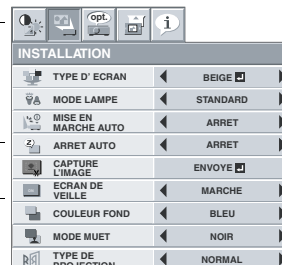 opt.
i
INSTALLATION
TYPE D' ECRAN BEIGE
MODE LAMPE STANDARD
MISE EN
MARCHE AUTO ARRET
z)
ARRET AUTO ARRET
CAPTURE
L'IMAGE ENVOYE
ECRAN DE
VEILLE MARCHE
COULEUR FOND BLEU
MODE MUET NOIR
TYPE DE
PROJECTION NORMAL